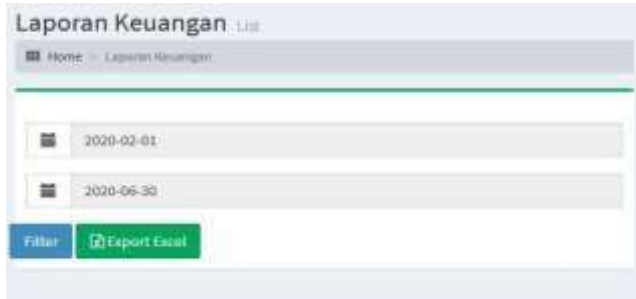 Laporan Keuangan List
Home - Laporan Keuangan
2020-02-01
2020-06-30
Filter Export Excel